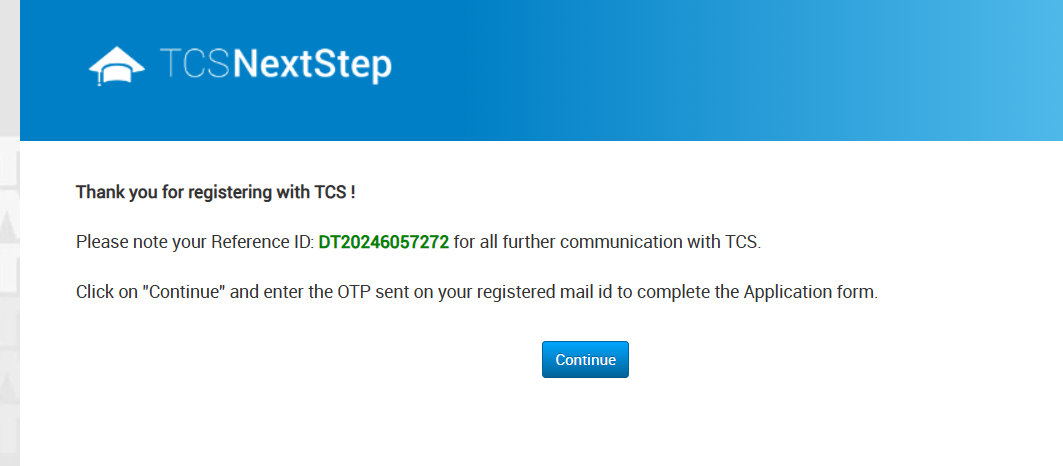 TCSNextStep
Thank you for registering with TCS !
Please note your Reference ID: DT20246057272 for all further communication with TCS.
Click on "Continue" and enter the OTP sent on your registered mail id to complete the Application form.
Continue